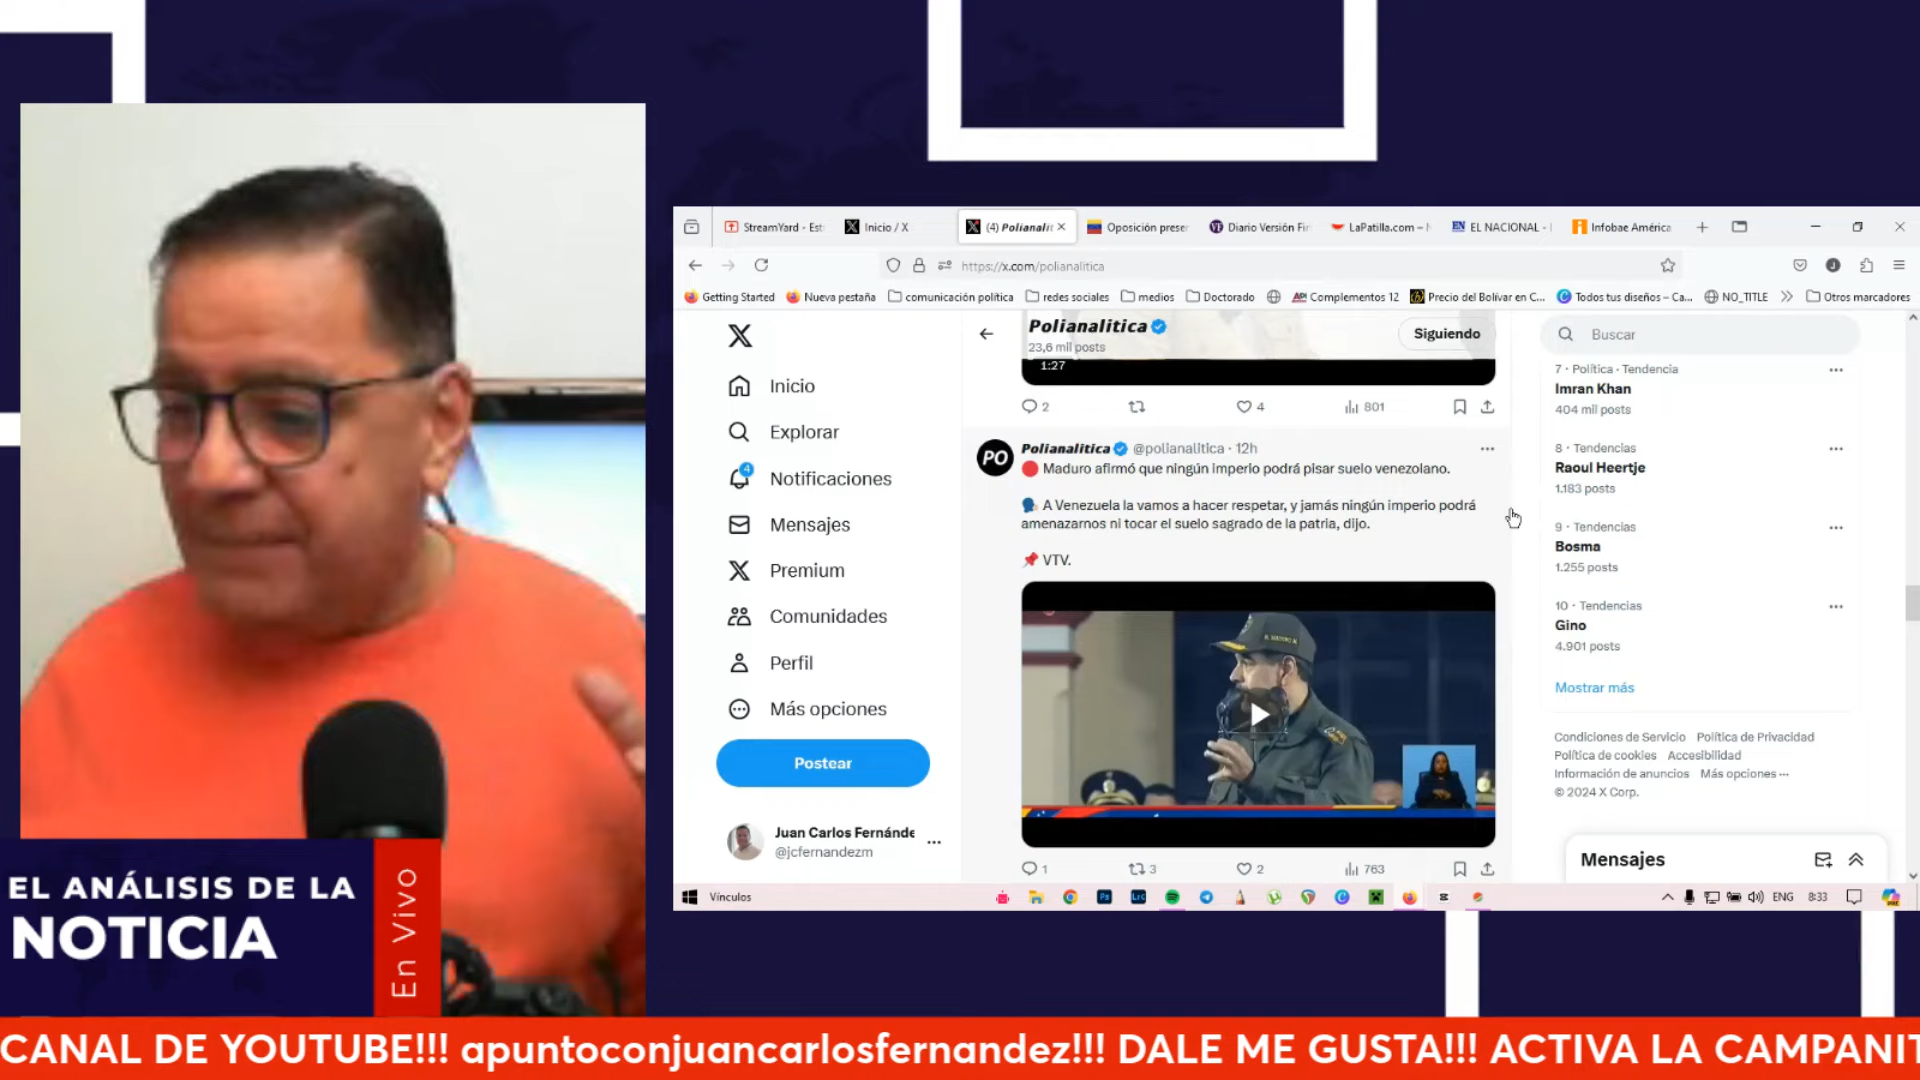 StreamYard - Est
Inicio / X
(4) Polianalit
Oposición preser
Diario Versión Fir
LaPatilla.com –
EL NACIONAL -
Infobae América
https://x.com/polianalitica
Getting Started
Nueva pestaña
comunicación política
redes sociales
medios
Doctorado
Complementos 12
Precio del Bolívar en C...
Todos tus diseños – Ca...
NO_TITLE
Otros marcadores
Inicio
Explorar
4
Notificaciones
Mensajes
Premium
Comunidades
Perfil
Más opciones
Postear
Juan Carlos Fernánde
@jcfernandezm
Polianalitica
23,6 mil posts
Siguiendo
1:27
2
4
801
PO
Polianalitica @polianalitica · 12h
Maduro afirmó que ningún imperio podrá pisar suelo venezolano.
A Venezuela la vamos a hacer respetar, y jamás ningún imperio podrá
amenazarnos ni tocar el suelo sagrado de la patria, dijo.
VTV.
1
3
2
763
Buscar
7 · Política · Tendencia
Imran Khan
404 mil posts
8 · Tendencias
Raoul Heertje
1.183 posts
9 · Tendencias
Bosma
1.255 posts
10 · Tendencias
Gino
4.901 posts
Mostrar más
Condiciones de Servicio Política de Privacidad
Política de cookies Accesibilidad
Información de anuncios Más opciones ···
© 2024 X Corp.
Mensajes
Vínculos
Ps
Lrc
ENG
8:33
EL ANÁLISIS DE LA
NOTICIA
En Vivo
CANAL DE YOUTUBE!!! apuntoconjuancarlosfernandez!!! DALE ME GUSTA!!! ACTIVA LA CAMPANIT